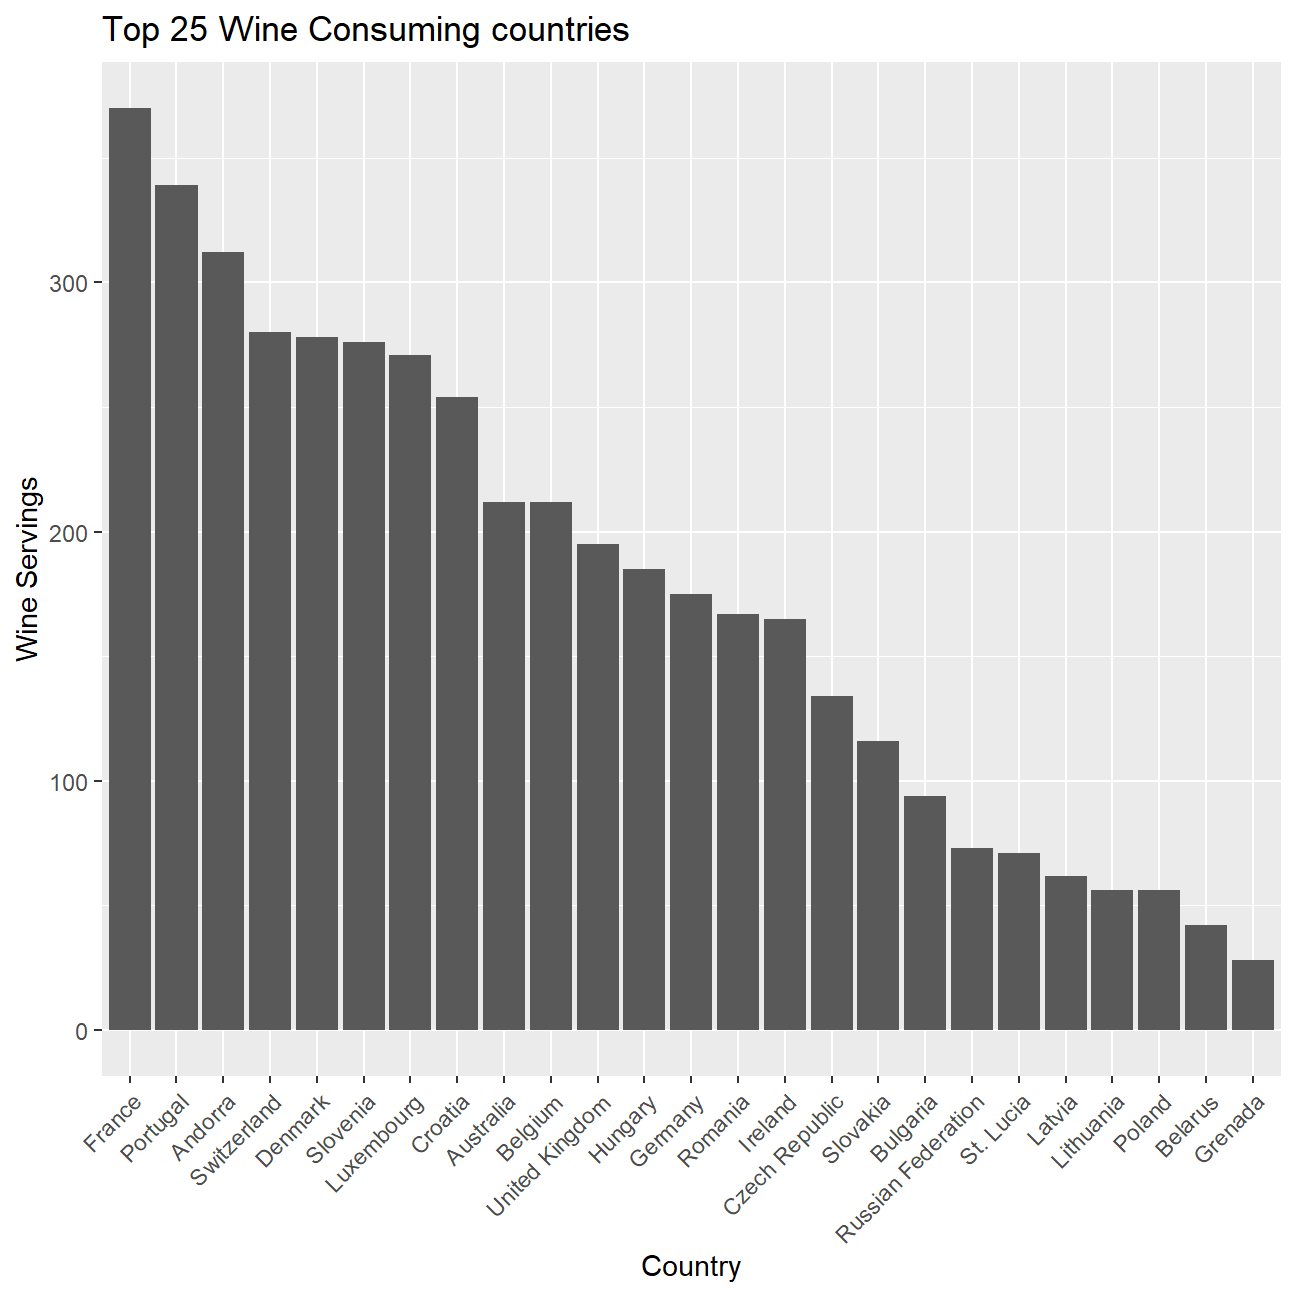 Top 25 Wine Consuming countries
Wine Servings
300
200
100
0
France
Portugal
Andorra
Switzerland
Denmark
Slovenia
Luxembourg
Croatia
Australia
Belgium
United Kingdom
Hungary
Germany
Romania
Ireland
Czech Republic
Slovakia
Bulgaria
Russian Federation
St. Lucia
Latvia
Lithuania
Poland
Belarus
Grenada
Country